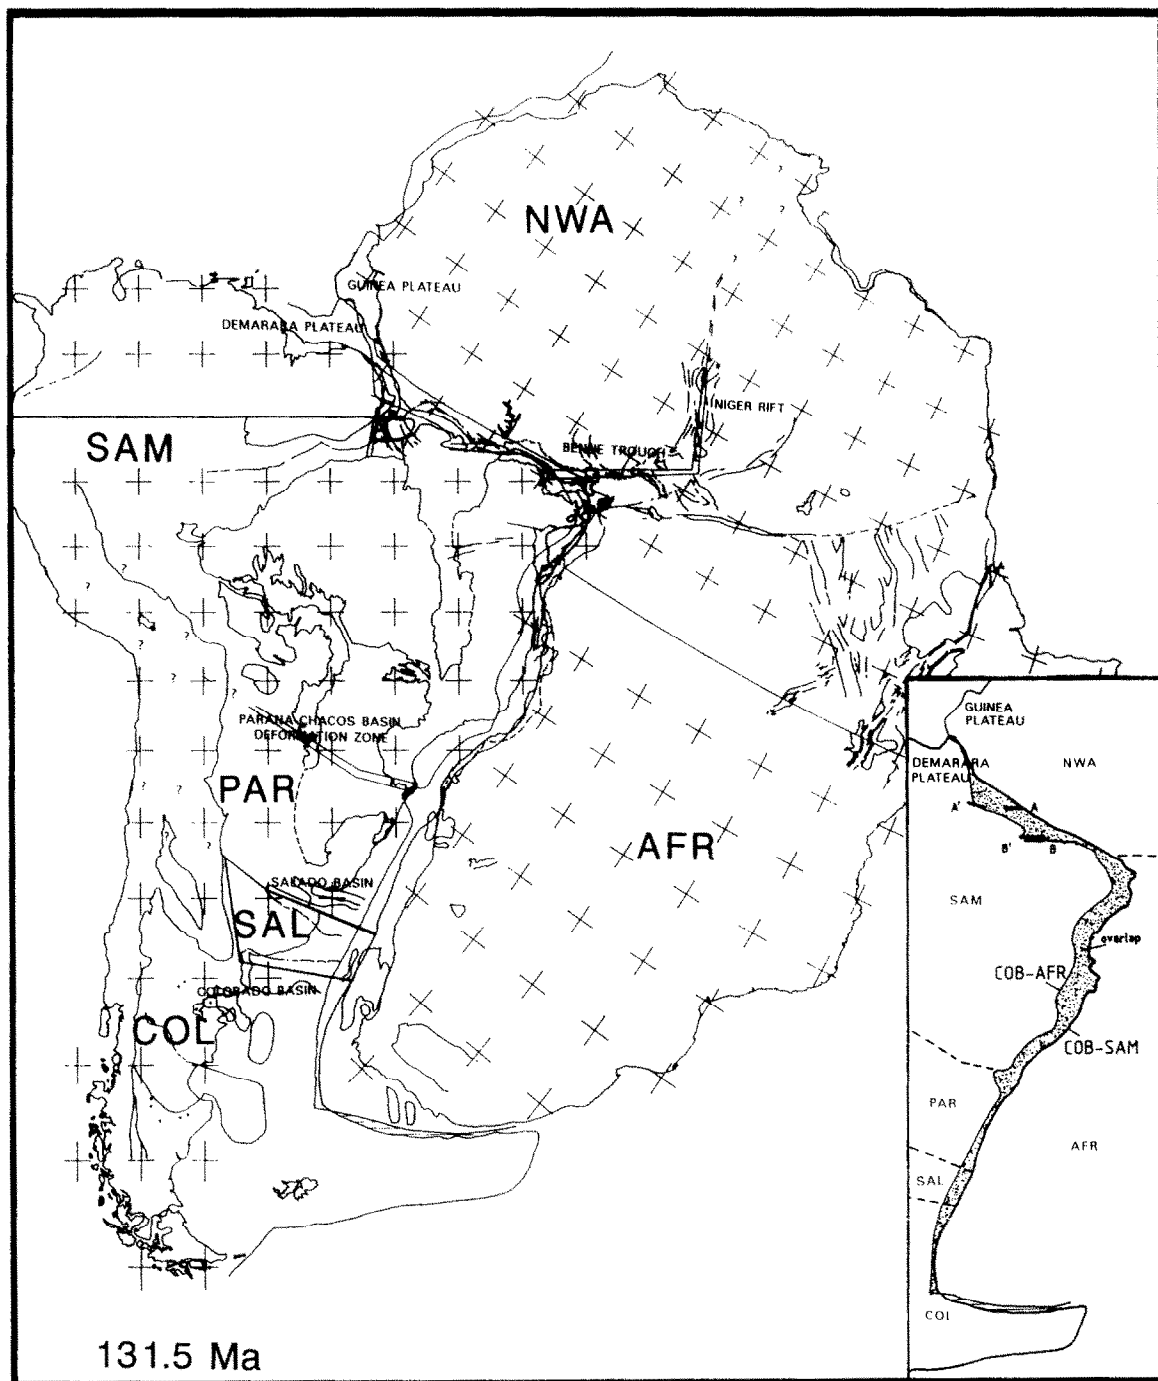 NWA
GUINEA PLATEAU
DEMARARA PLATEAU
NIGER RIFT
SAM
BENUE TROUGH
PARANA CHACOS BASIN
DEFORMATION ZONE
PAR
AFR
SALADO BASIN
SAL
COLORADO BASIN
COL
131.5 Ma
GUINEA
PLATEAU
DEMARARA
PLATEAU
NWA
A'
A
B'
B
SAM
overlap
COB-AFR
COB-SAM
PAR
AFR
SAL
COL